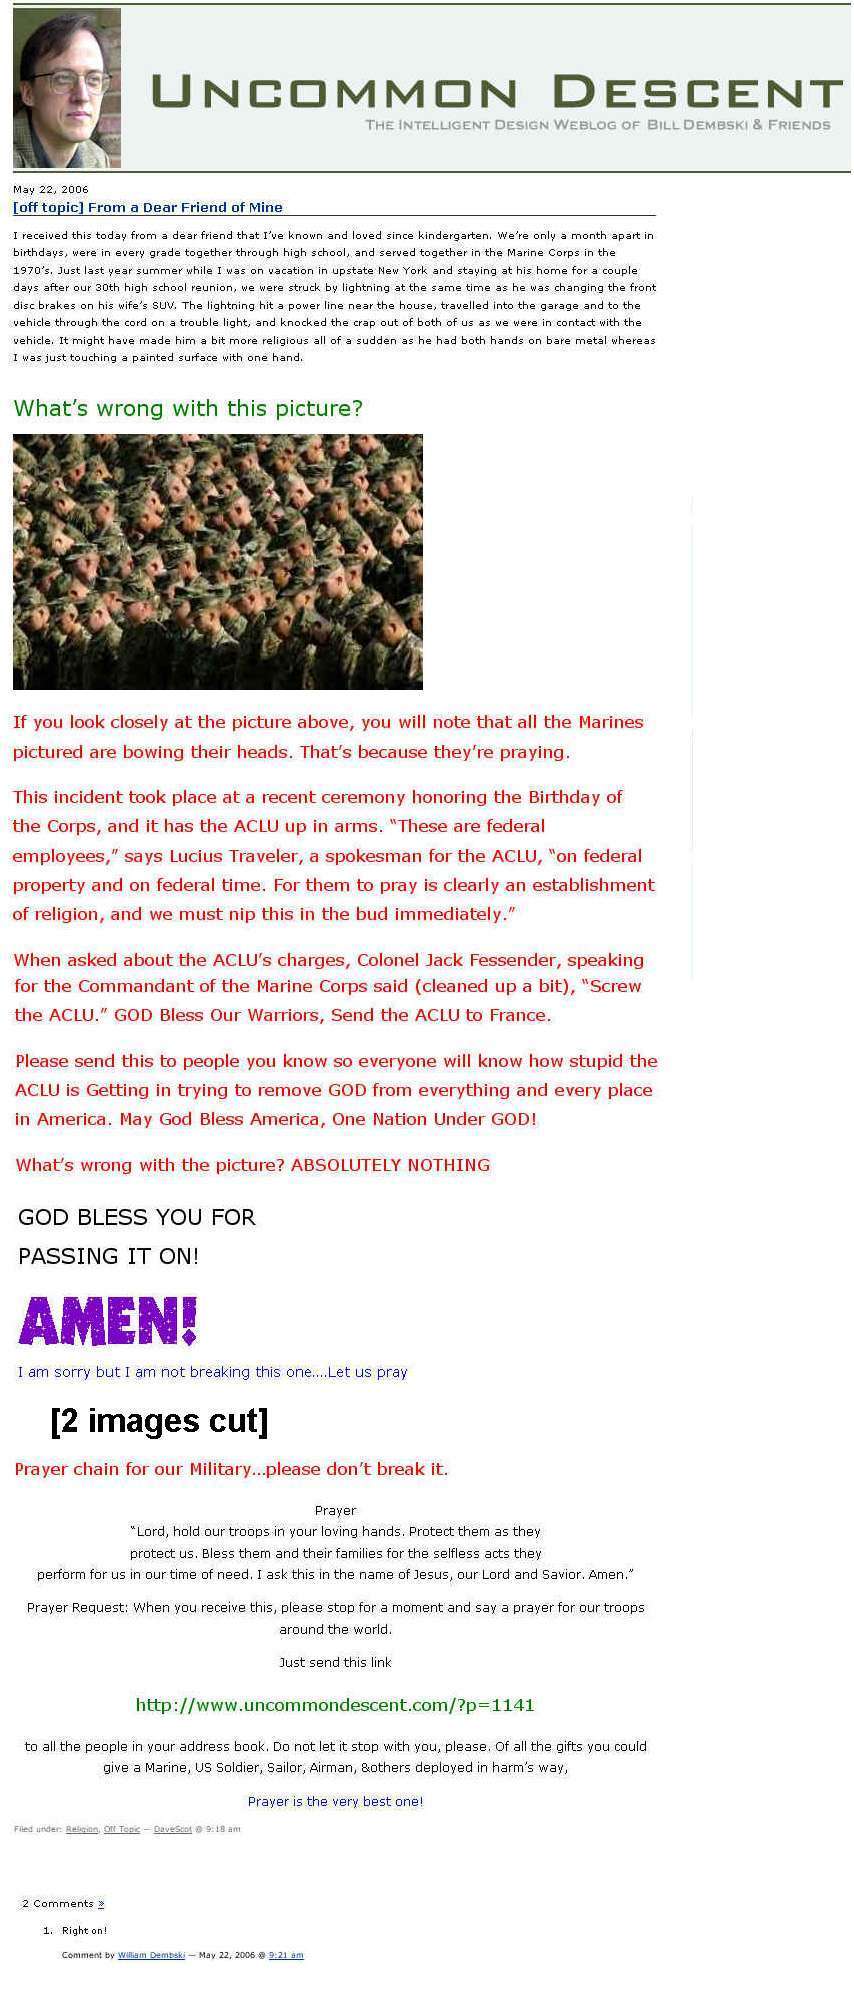 UNCOMMON DESCENT
THE INTELLIGENT DESIGN WEBLOG OF BILL DEMBSKI & FRIENDS
May 22, 2006
[off topic] From a Dear Friend of Mine
I received this today from a dear friend that I've known and loved since kindergarten. We're only a month apart in
birthdays, were in every grade together through high school, and served together in the Marine Corps in the
1970's. Just last year summer while I was on vacation in upstate New York and staying at his home for a couple
days after our 30th high school reunion, we were struck by lightning at the same time as he was changing the front
disc brakes on his wife's SUV. The lightning hit a power line near the house, travelled into the garage and to the
vehicle through the cord on a trouble light, and knocked the crap out of both of us as we were in contact with the
vehicle. It might have made him a bit more religious all of a sudden as he had both hands on bare metal whereas
I was just touching a painted surface with one hand.
What's wrong with this picture?
If you look closely at the picture above, you will note that all the Marines
pictured are bowing their heads. That's because they're praying.
This incident took place at a recent ceremony honoring the Birthday of
the Corps, and it has the ACLU up in arms. “These are federal
employees,” says Lucius Traveler, a spokesman for the ACLU, “on federal
property and on federal time. For them to pray is clearly an establishment
of religion, and we must nip this in the bud immediately.”
When asked about the ACLU's charges, Colonel Jack Fessender, speaking
for the Commandant of the Marine Corps said (cleaned up a bit), “Screw
the ACLU.” GOD Bless Our Warriors, Send the ACLU to France.
Please send this to people you know so everyone will know how stupid the
ACLU is Getting in trying to remove GOD from everything and every place
in America. May God Bless America, One Nation Under GOD!
What's wrong with the picture? ABSOLUTELY NOTHING
GOD BLESS YOU FOR
PASSING IT ON!
AMEN!
I am sorry but I am not breaking this one....Let us pray
[2 images cut]
Prayer chain for our Military...please don't break it.
Prayer
“Lord, hold our troops in your loving hands. Protect them as they
protect us. Bless them and their families for the selfless acts they
perform for us in our time of need. I ask this in the name of Jesus, our Lord and Savior. Amen.”
Prayer Request: When you receive this, please stop for a moment and say a prayer for our troops
around the world.
Just send this link
http://www.uncommondescent.com/?p=1141
to all the people in your address book. Do not let it stop with you, please. Of all the gifts you could
give a Marine, US Soldier, Sailor, Airman, &others deployed in harm's way,
Prayer is the very best one!
Filed under: Religion, Off Topic — DaveScot @ 9:18 am
2 Comments »
1. Right on!
Comment by William Dembski — May 22, 2006 @ 9:21 am